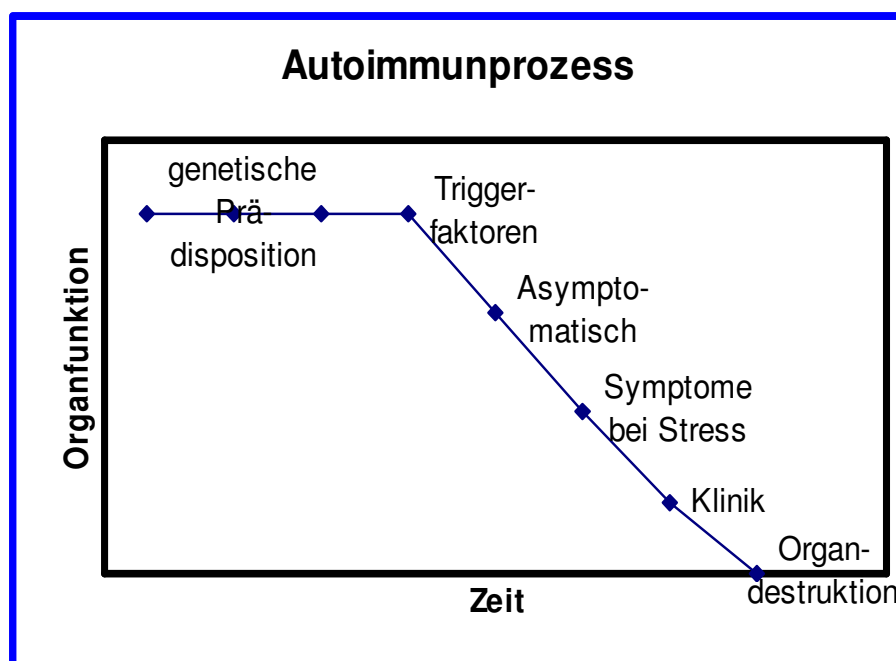 Autoimmunprozess
genetische
Prä-
disposition
Trigger-
faktoren
Asympto-
matisch
Symptome
bei Stress
Klinik
Organ-
destruktion
Organfunktion
Zeit